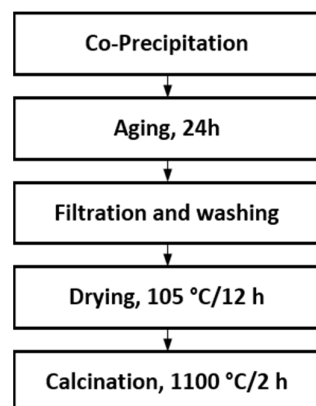 Co-Precipitation
Aging, 24h
Filtration and washing
Drying, 105 °C/12 h
Calcination, 1100 °C/2 h